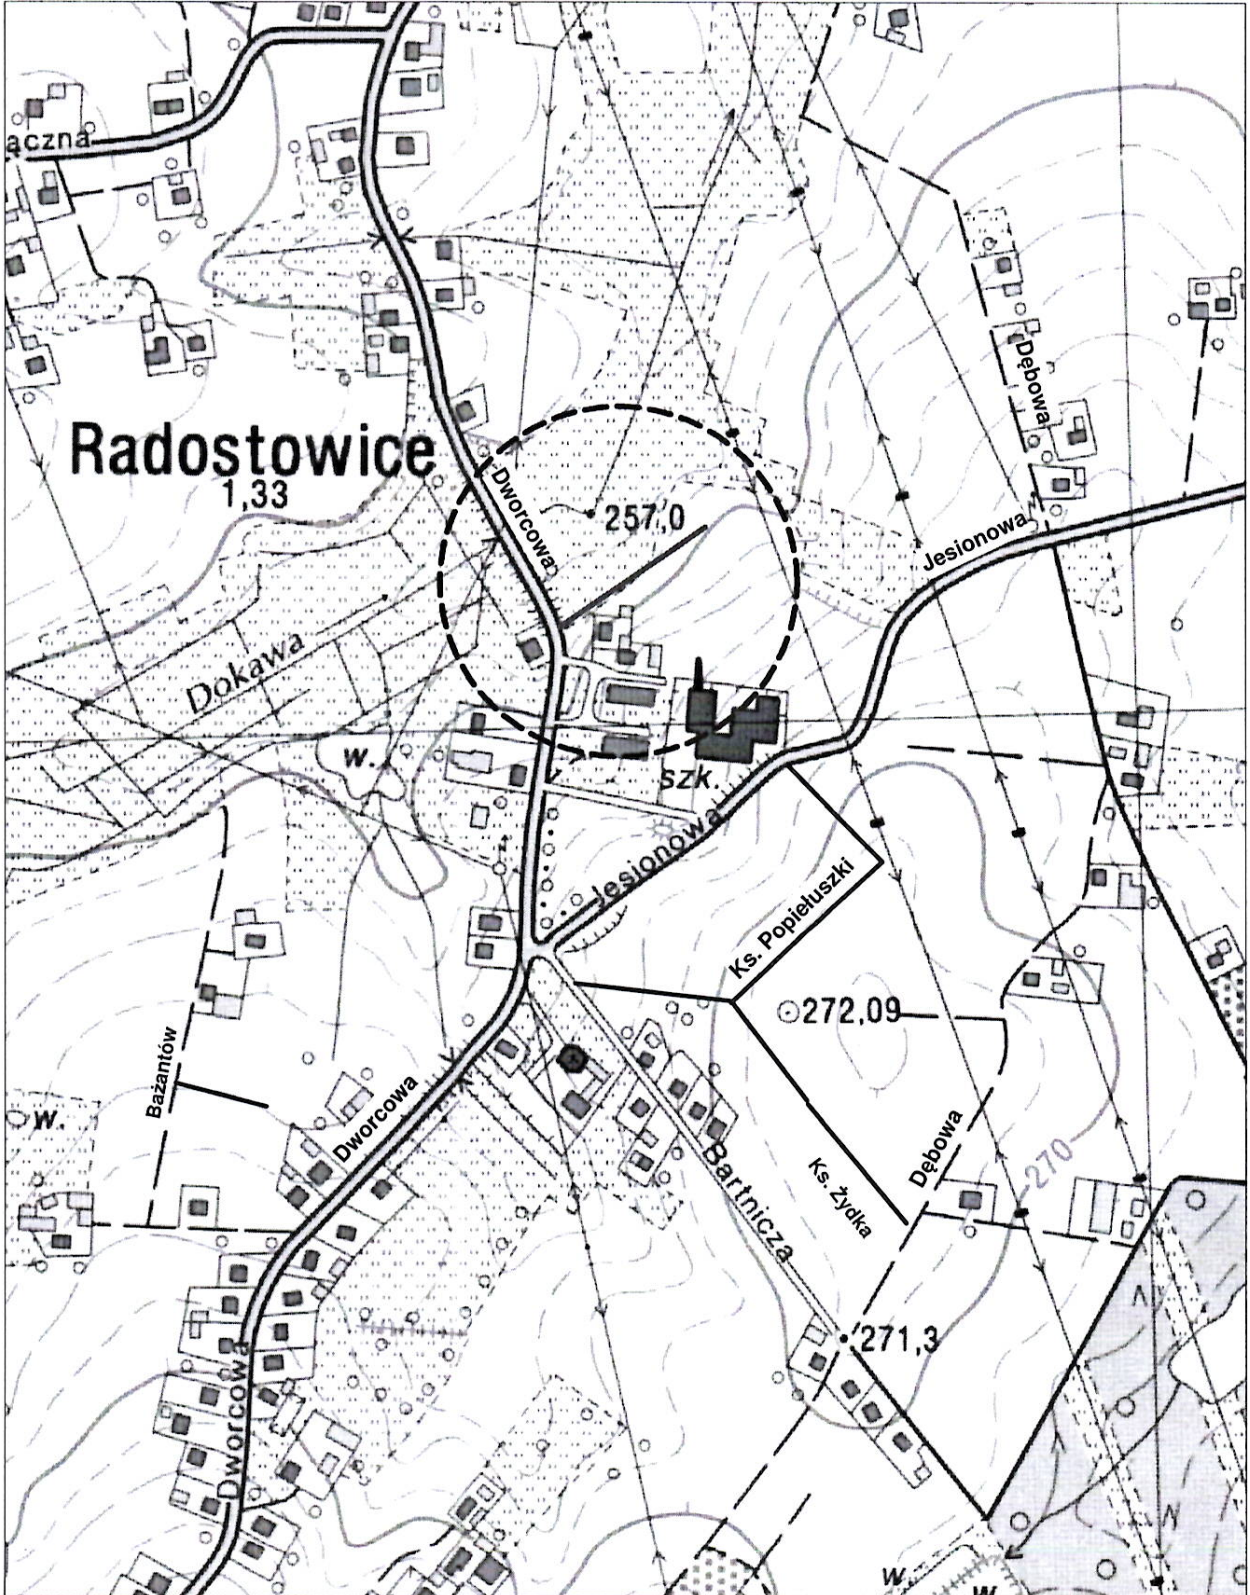 ączna
Dębowa
Radostowice
1,33
Dworcowa
257,0
Jesionowa
Dokawa
w.
szk.
Jesionowa
Ks. Popiełuszki
272,09
Bażantów
w.
Dworcowa
Dębowa
270
Bartnicza
Ks. Żydka
271,3
Dworcowa
w.
w.